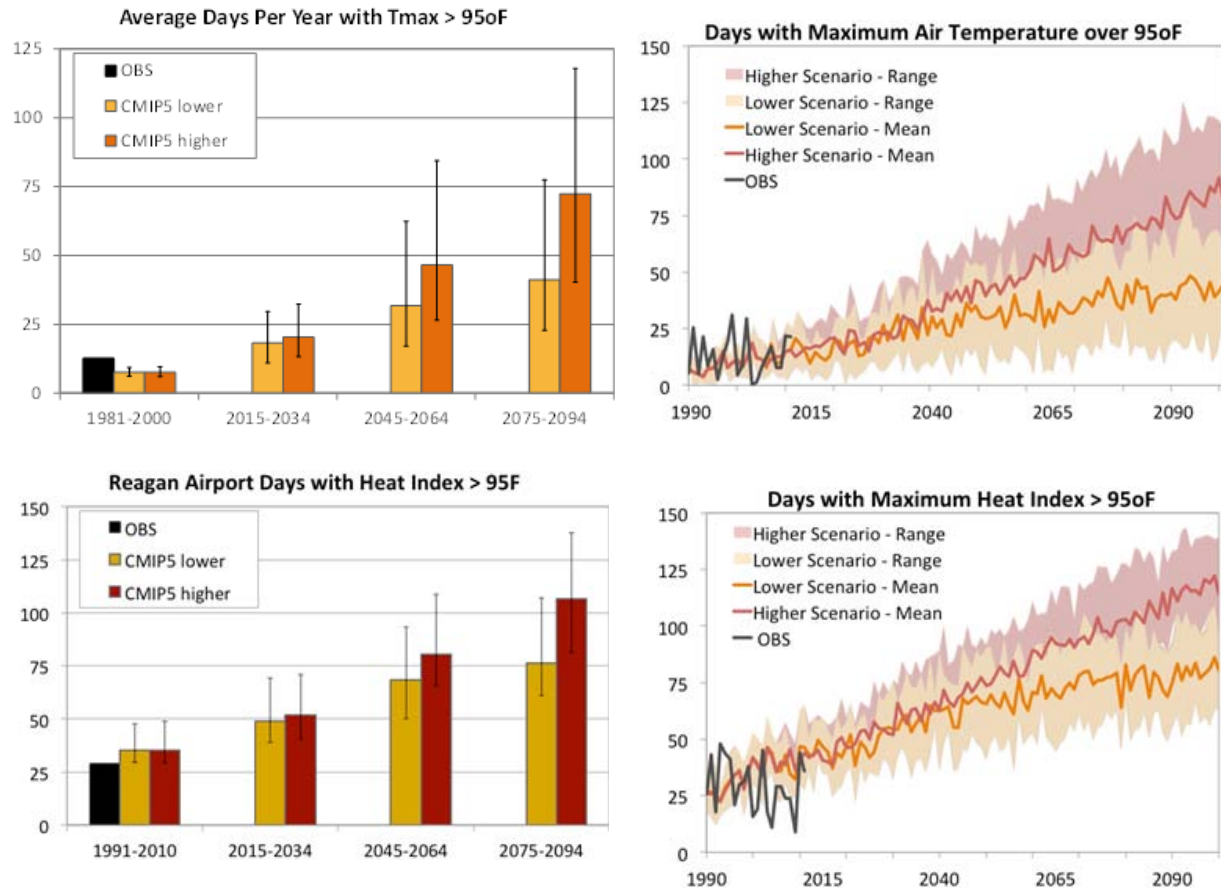 Average Days Per Year with Tmax > 95oF
125
100
75
50
25
0
OBS
CMIP5 lower
CMIP5 higher
1981-2000 2015-2034 2045-2064 2075-2094
Days with Maximum Air Temperature over 95oF
150
125
100
75
50
25
0
Higher Scenario - Range
Lower Scenario - Range
Lower Scenario - Mean
Higher Scenario - Mean
OBS
1990 2015 2040 2065 2090
Reagan Airport Days with Heat Index > 95F
150
125
100
75
50
25
0
OBS
CMIP5 lower
CMIP5 higher
1991-2010 2015-2034 2045-2064 2075-2094
Days with Maximum Heat Index > 95oF
150
125
100
75
50
25
0
Higher Scenario - Range
Lower Scenario - Range
Lower Scenario - Mean
Higher Scenario - Mean
OBS
1990 2015 2040 2065 2090